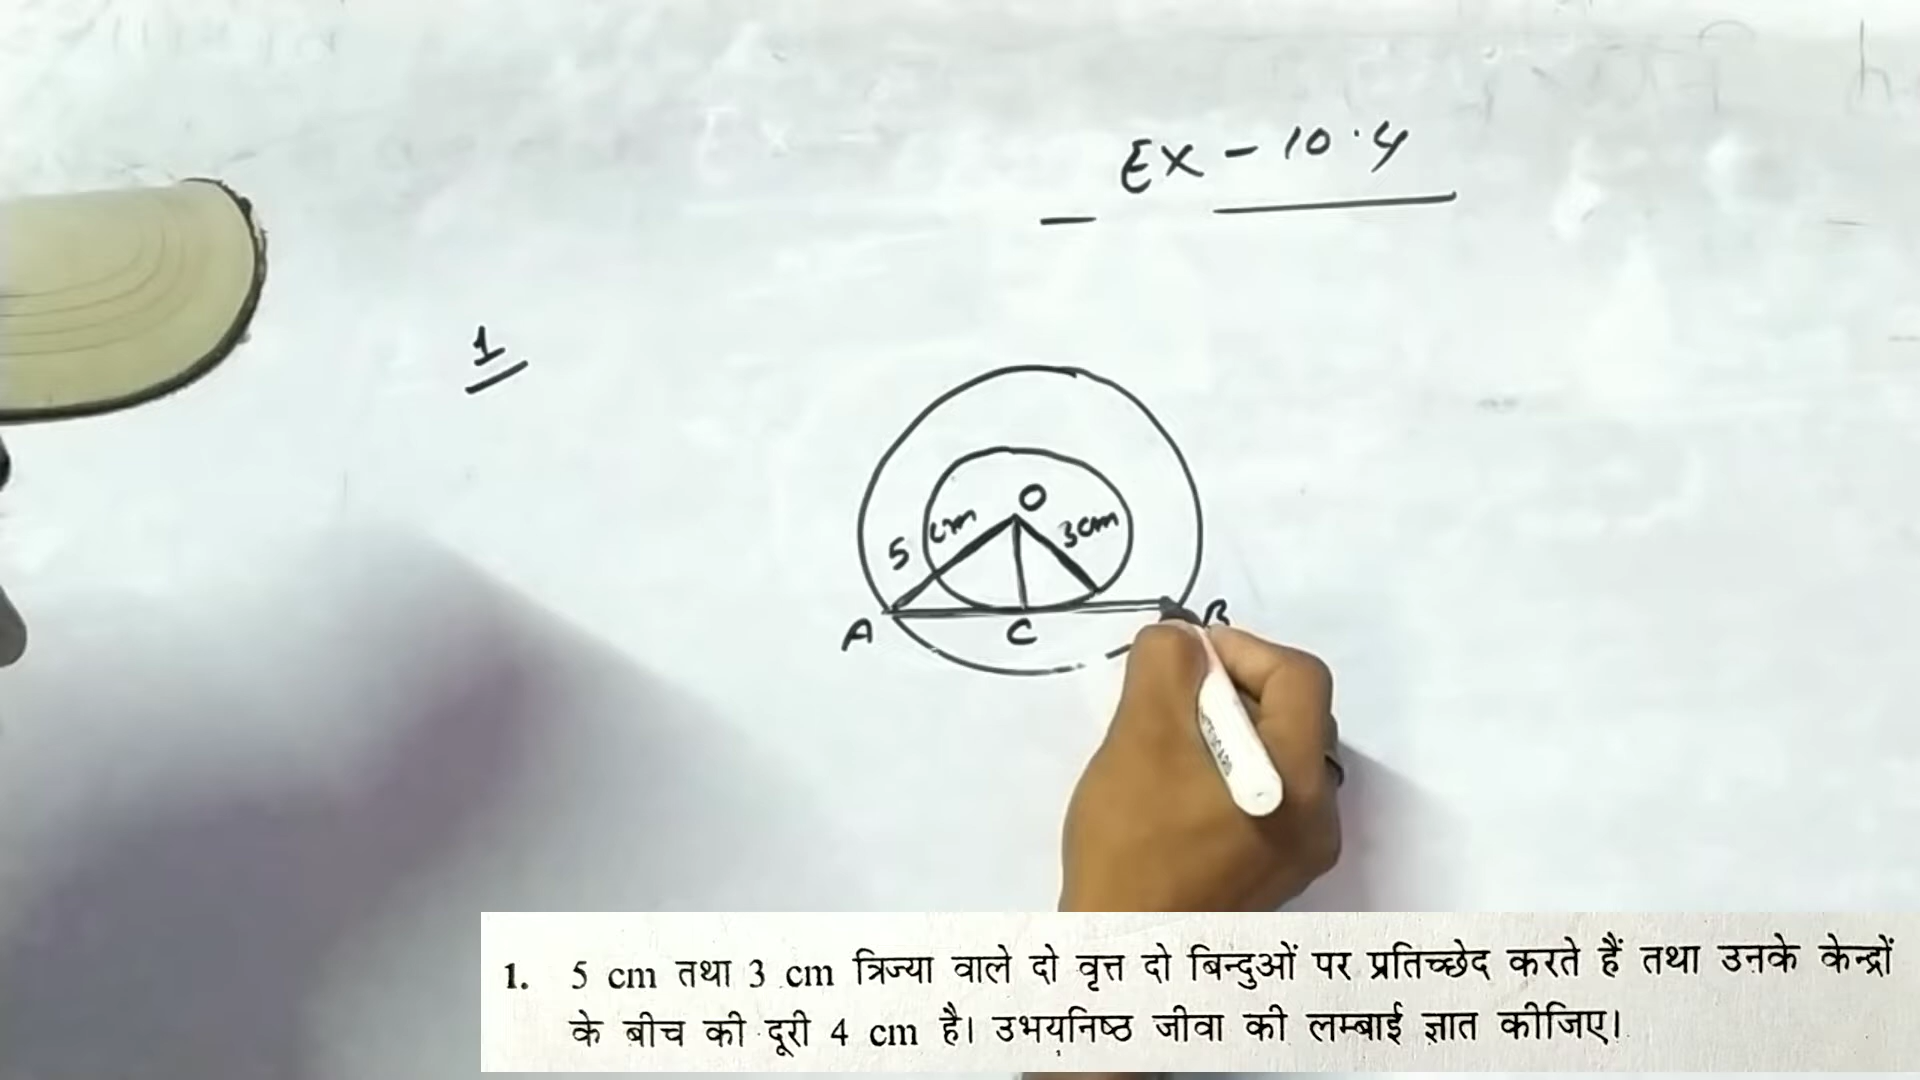 Ex - 10.4
1
O
5 cm
3cm
A
C
B
1. 5 cm तथा 3 cm त्रिज्या वाले दो वृत्त दो बिन्दुओं पर प्रतिच्छेद करते हैं तथा उनके केन्द्रों
के बीच की दूरी 4 cm है। उभयनिष्ठ जीवा की लम्बाई ज्ञात कीजिए।